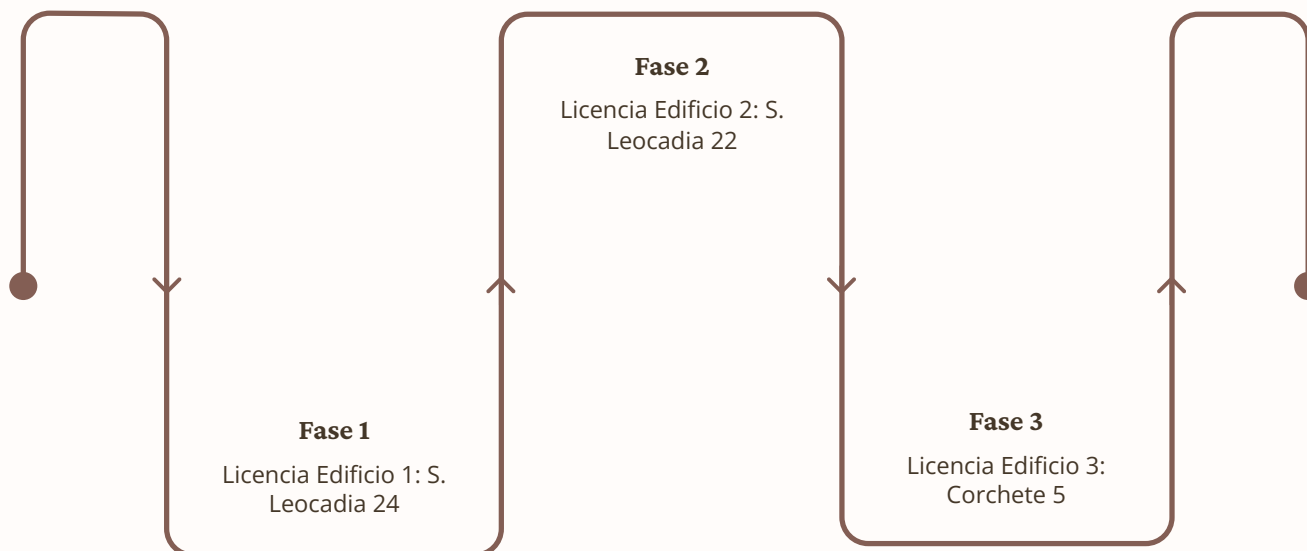 Fase 1
Licencia Edificio 1: S.
Leocadia 24
Fase 2
Licencia Edificio 2: S.
Leocadia 22
Fase 3
Licencia Edificio 3:
Corchete 5